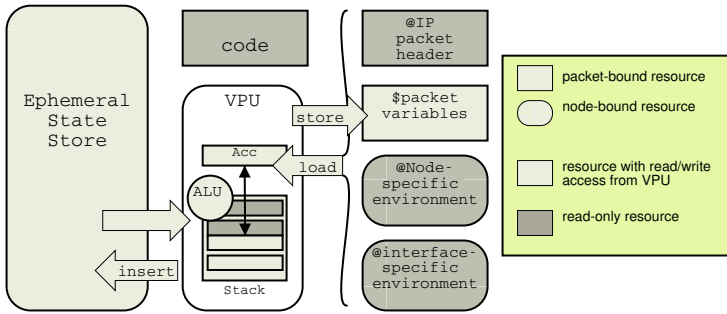 Ephemeral
State
Store
code
VPU
Acc
ALU
Stack
insert
store
load
@IP
packet
header
$packet
variables
@Node-
specific
environment
@interface-
specific
environment
packet-bound resource
node-bound resource
resource with read/write
access from VPU
read-only resource